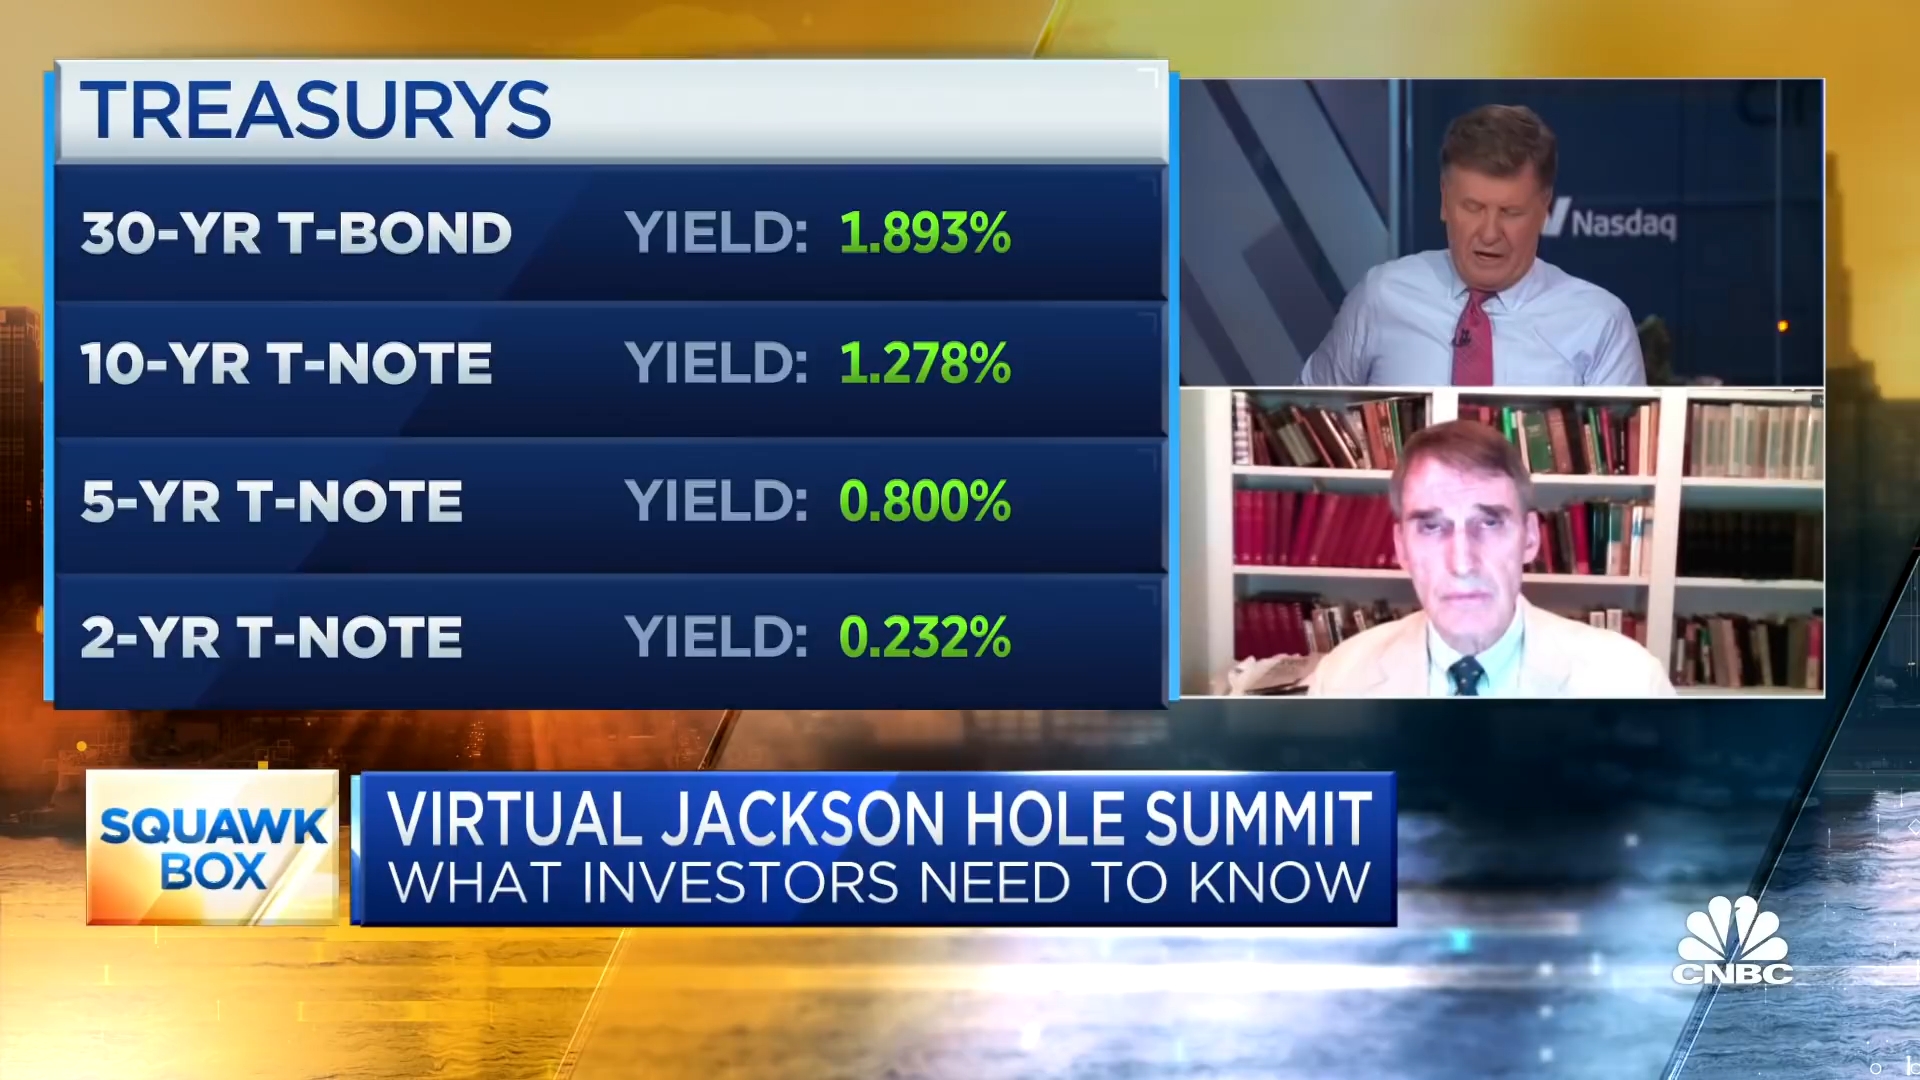 TREASURYS
30-YR T-BOND YIELD: 1.893%
10-YR T-NOTE YIELD: 1.278%
5-YR T-NOTE YIELD: 0.800%
2-YR T-NOTE YIELD: 0.232%
Nasdaq
SQUAWK
BOX
VIRTUAL JACKSON HOLE SUMMIT
WHAT INVESTORS NEED TO KNOW
CNBC